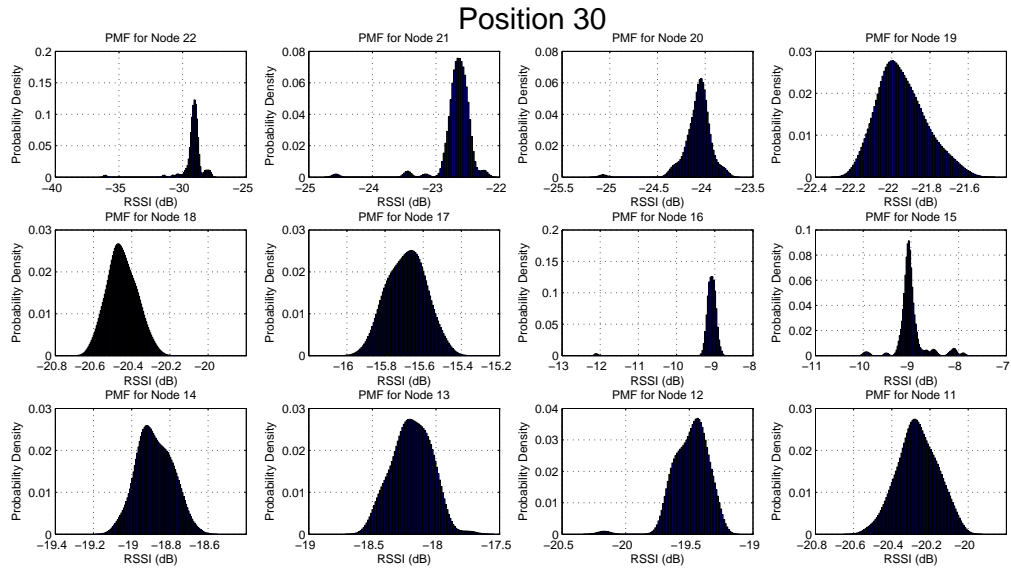 Position 30
PMF for Node 22
Probability Density
0.2
0.15
0.1
0.05
0
−40 −35 −30 −25
RSSI (dB)
PMF for Node 21
Probability Density
0.08
0.06
0.04
0.02
0
−25 −24 −23 −22
RSSI (dB)
PMF for Node 20
Probability Density
0.08
0.06
0.04
0.02
0
−25.5 −25 −24.5 −24 −23.5
RSSI (dB)
PMF for Node 19
Probability Density
0.03
0.02
0.01
0
−22.4 −22.2 −22 −21.8 −21.6
RSSI (dB)
PMF for Node 18
Probability Density
0.03
0.02
0.01
0
−20.8 −20.6 −20.4 −20.2 −20
RSSI (dB)
PMF for Node 17
Probability Density
0.03
0.02
0.01
0
−16 −15.8 −15.6 −15.4 −15.2
RSSI (dB)
PMF for Node 16
Probability Density
0.2
0.15
0.1
0.05
0
−13 −12 −11 −10 −9 −8
RSSI (dB)
PMF for Node 15
Probability Density
0.1
0.08
0.06
0.04
0.02
0
−11 −10 −9 −8 −7
RSSI (dB)
PMF for Node 14
Probability Density
0.03
0.02
0.01
0
−19.4 −19.2 −19 −18.8 −18.6
RSSI (dB)
PMF for Node 13
Probability Density
0.03
0.02
0.01
0
−19 −18.5 −18 −17.5
RSSI (dB)
PMF for Node 12
Probability Density
0.04
0.03
0.02
0.01
0
−20.5 −20 −19.5 −19
RSSI (dB)
PMF for Node 11
Probability Density
0.03
0.02
0.01
0
−20.8 −20.6 −20.4 −20.2 −20
RSSI (dB)